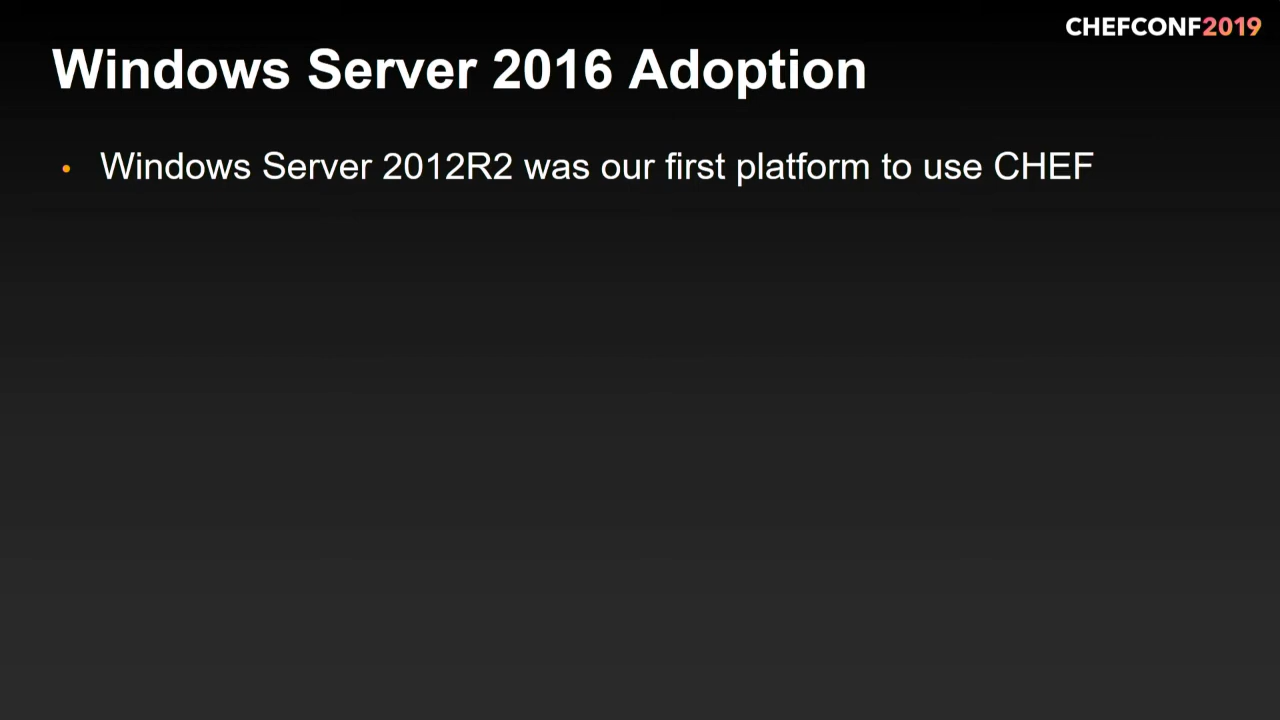 CHEFCONF2019
Windows Server 2016 Adoption
• Windows Server 2012R2 was our first platform to use CHEF